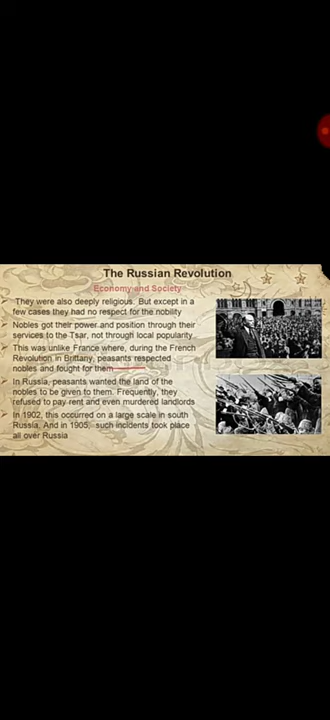 The Russian Revolution
Economy and Society
➢ They were also deeply religious. But except in a
few cases they had no respect for the nobility
➢ Nobles got their power and position through their
services to the Tsar, not through local popularity
➢ This was unlike France where, during the French
Revolution in Brittany, peasants respected
nobles and fought for them
➢ In Russia, peasants wanted the land of the
nobles to be given to them. Frequently, they
refused to pay rent and even murdered landlords
➢ In 1902, this occurred on a large scale in south
Russia. And in 1905, such incidents took place
all over Russia